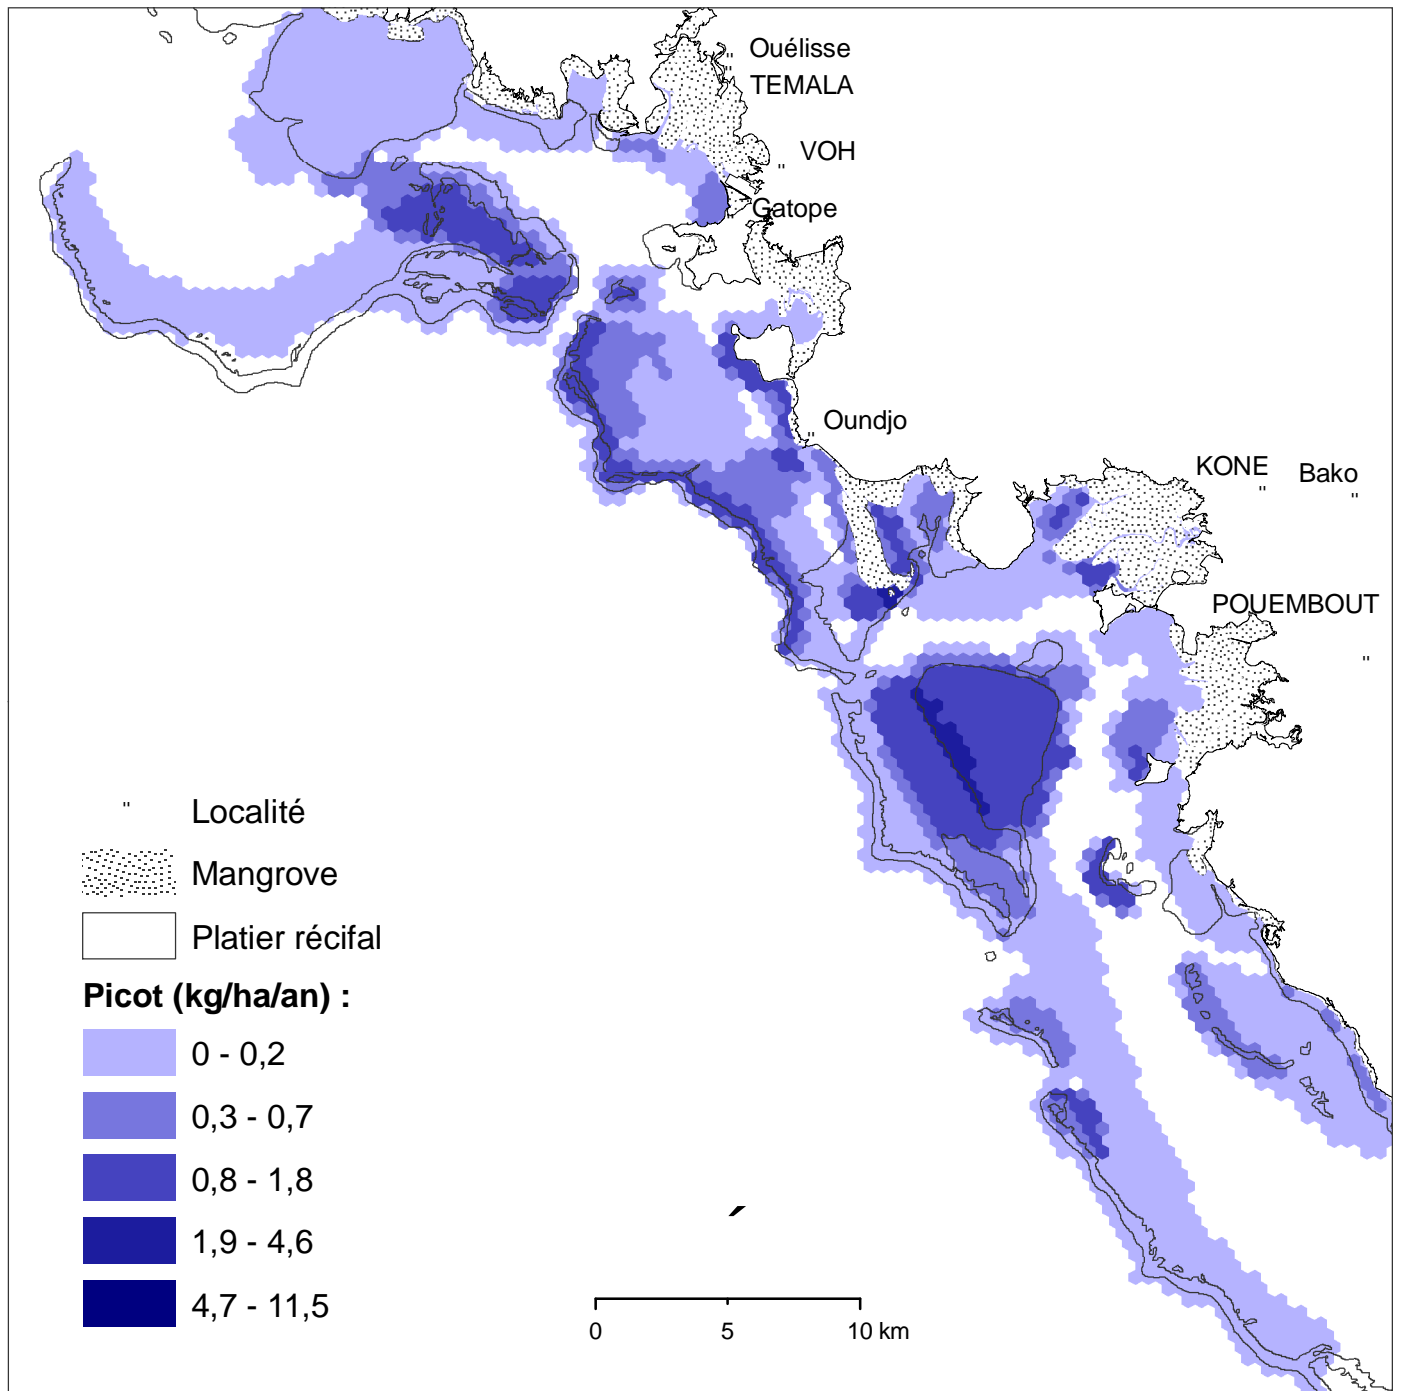 Ouélisse
TEMALA
VOH
Gatope
Oundjo
KONE
Bako
POUEMBOUT
" Localité
Mangrove
Platier récifal
Picot (kg/ha/an) :
0 - 0,2
0,3 - 0,7
0,8 - 1,8
1,9 - 4,6
4,7 - 11,5
0 5 10 km